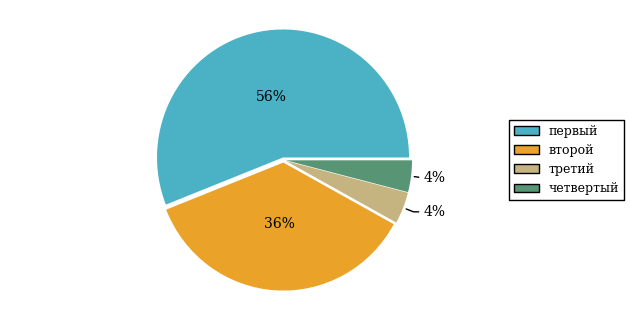 56%
4%
4%
36%
первый
второй
третий
четвертый